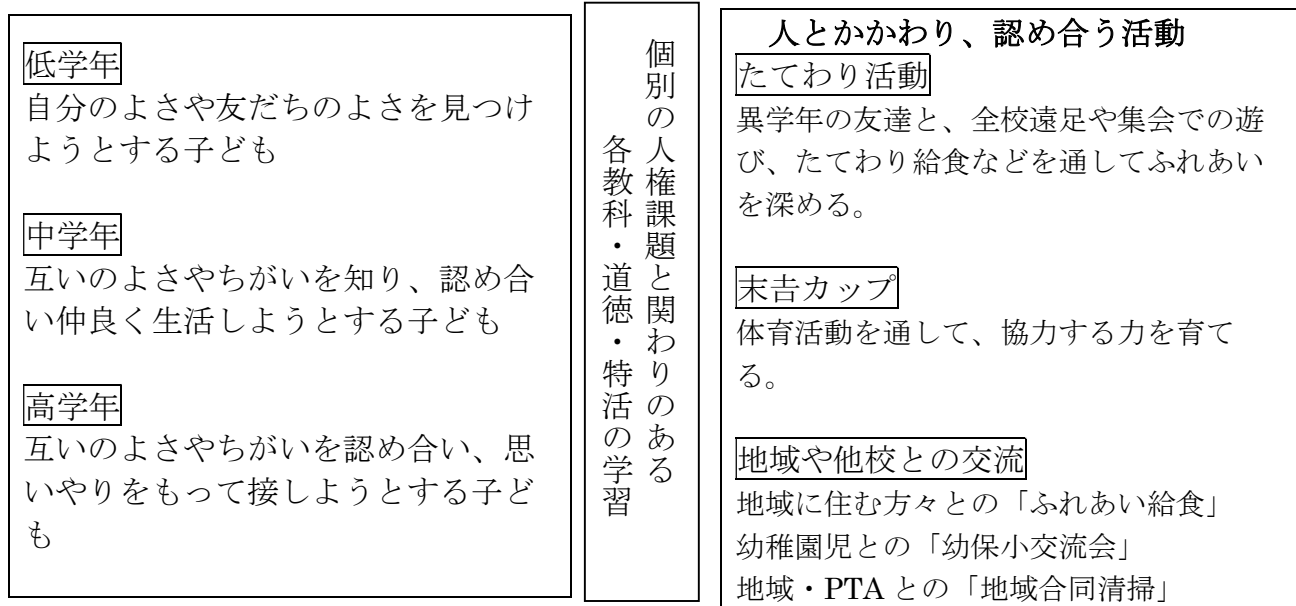 低学年
自分のよさや友だちのよさを見つけ
ようとする子ども
中学年
互いのよさやちがいを知り、認め合
い仲良く生活しようとする子ども
高学年
互いのよさやちがいを認め合い、思
いやりをもって接しようとする子ど
も
個別の人権課題と関わりのある
各教科・道徳・特活の学習
人とかかわり、認め合う活動
たてわり活動
異学年の友達と、全校遠足や集会での遊
び、たてわり給食などを通してふれあい
を深める。
末吉カップ
体育活動を通して、協力する力を育て
る。
地域や他校との交流
地域に住む方々との「ふれあい給食」
幼稚園児との「幼保小交流会」
地域・PTAとの「地域合同清掃」